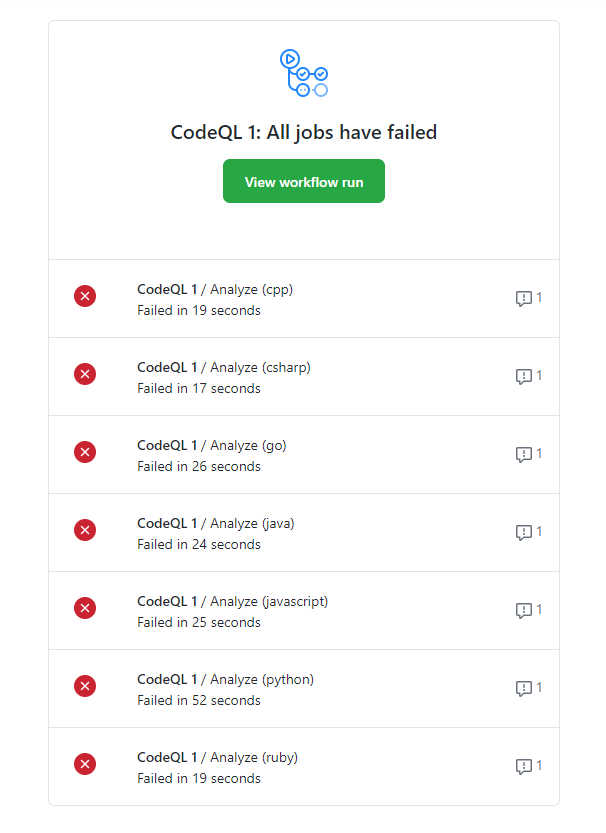 CodeQL 1: All jobs have failed
View workflow run
CodeQL 1 / Analyze (cpp)
Failed in 19 seconds
1
CodeQL 1 / Analyze (csharp)
Failed in 17 seconds
1
CodeQL 1 / Analyze (go)
Failed in 26 seconds
1
CodeQL 1 / Analyze (java)
Failed in 24 seconds
1
CodeQL 1 / Analyze (javascript)
Failed in 25 seconds
1
CodeQL 1 / Analyze (python)
Failed in 52 seconds
1
CodeQL 1 / Analyze (ruby)
Failed in 19 seconds
1